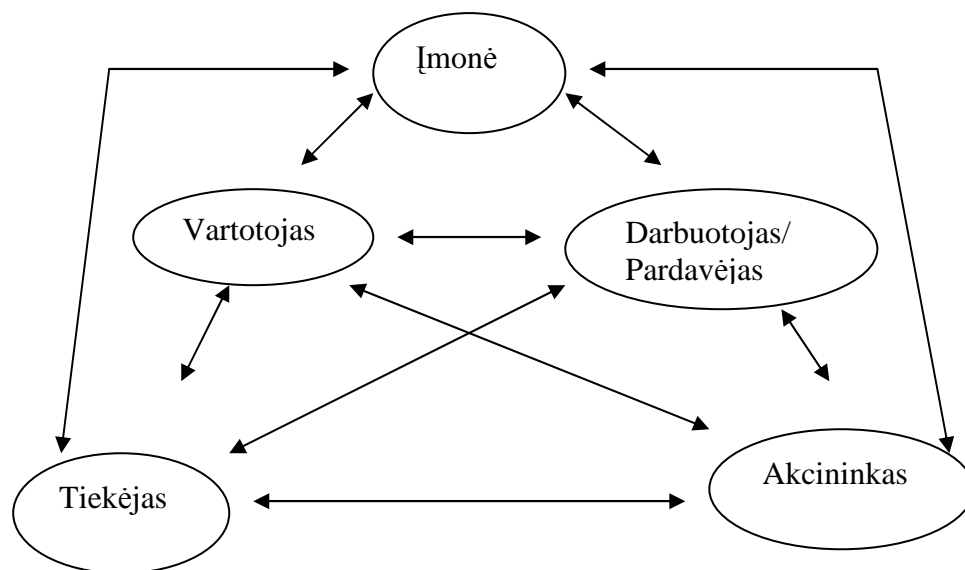 Įmonė
Vartotojas
Darbuotojas/
Pardavėjas
Tiekėjas
Akcininkas